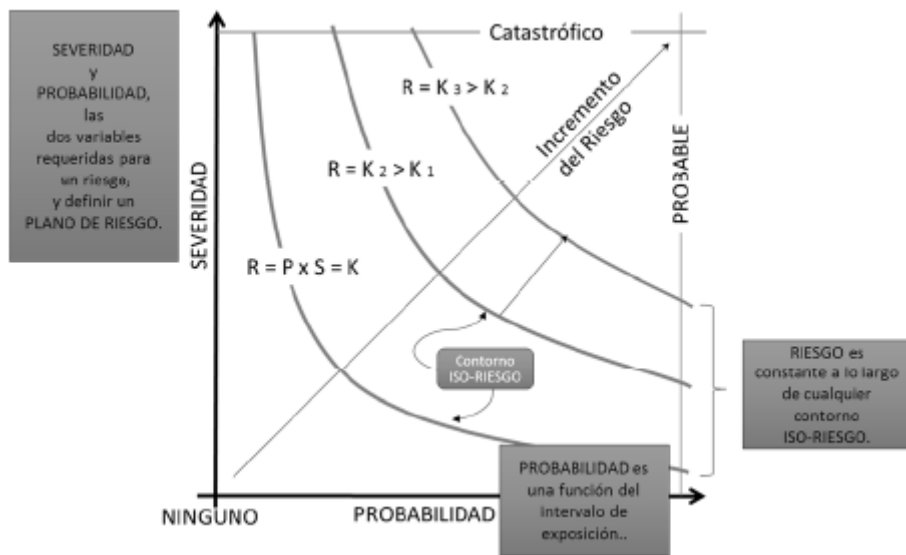 SEVERIDAD
y
PROBABILIDAD,
las
dos variables
requeridas para
un riesgo,
y definir un
PLANO DE RIESGO.
SEVERIDAD
Catastrófico
R = K 3 > K 2
Incremento
del Riesgo
PROBABLE
R = K 2 > K 1
R = P x S = K
Contorno
ISO-RIESGO
RIESGO es
constante a lo largo
de cualquier
contorno
ISO-RIESGO.
PROBABILIDAD es
una función del
intervalo de
exposición..
NINGUNO
PROBABILIDAD